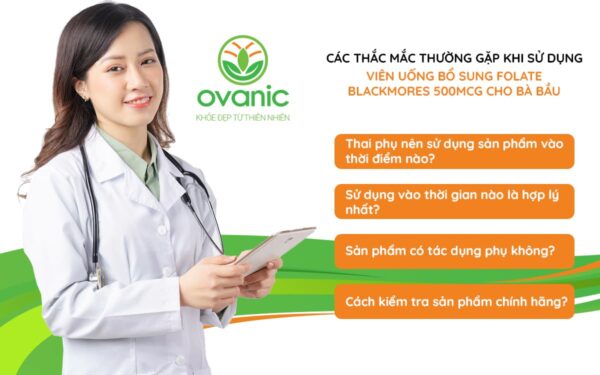 ovanic
KHỎE ĐẸP TỪ THIÊN NHIÊN
CÁC THẮC MẮC THƯỜNG GẶP KHI SỬ DỤNG
VIÊN UỐNG BỔ SUNG FOLATE
BLACKMORES 500MCG CHO BÀ BẦU
Thai phụ nên sử dụng sản phẩm vào
thời điểm nào?
Sử dụng vào thời gian nào là hợp lý
nhất?
Sản phẩm có tác dụng phụ không?
Cách kiểm tra sản phẩm chính hãng?